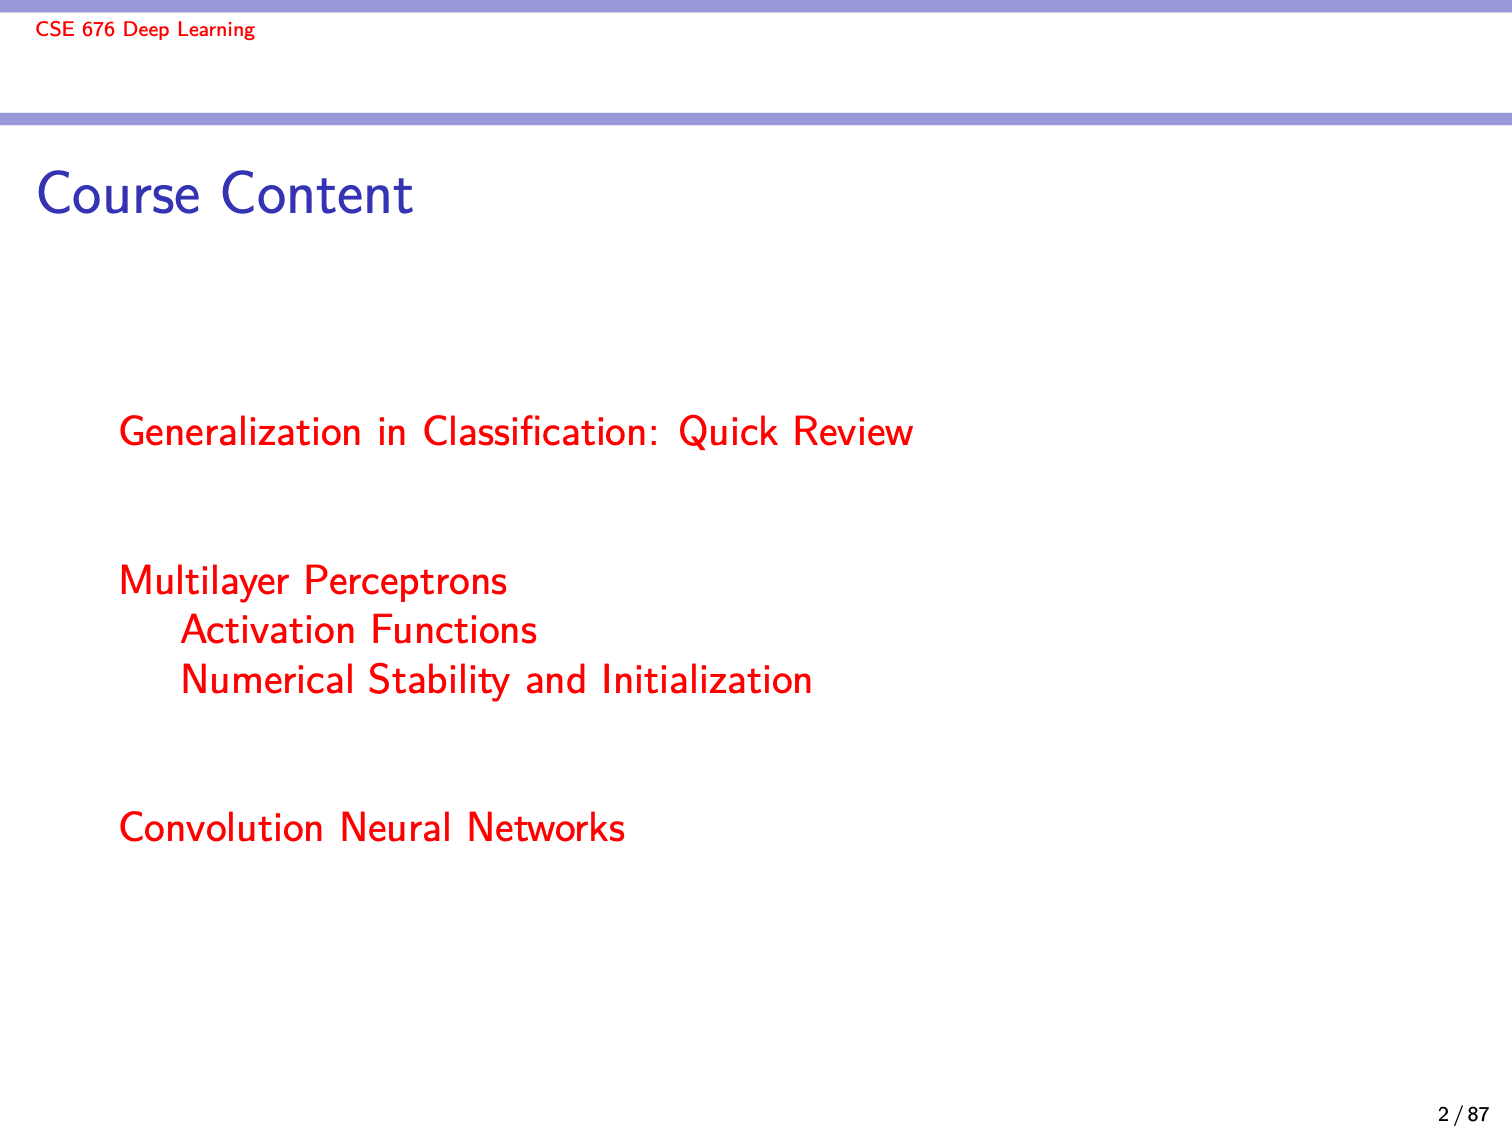 CSE 676 Deep Learning
Course Content
Generalization in Classification: Quick Review
Multilayer Perceptrons
Activation Functions
Numerical Stability and Initialization
Convolution Neural Networks
2 / 87